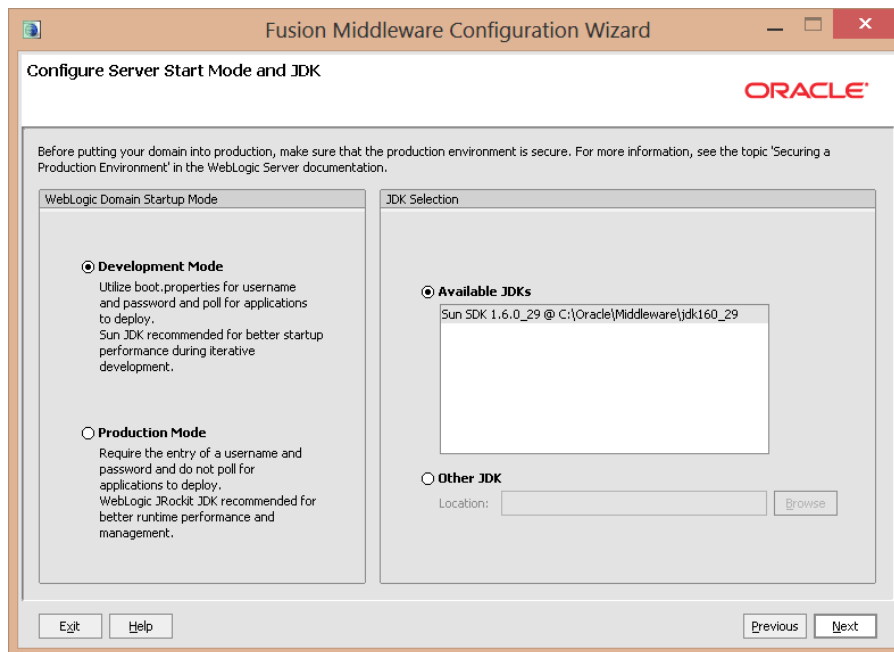 Fusion Middleware Configuration Wizard
Configure Server Start Mode and JDK
ORACLE
Before putting your domain into production, make sure that the production environment is secure. For more information, see the topic 'Securing a
Production Environment' in the WebLogic Server documentation.
WebLogic Domain Startup Mode
Development Mode
Utilize boot.properties for username
and password and poll for applications
to deploy.
Sun JDK recommended for better startup
performance during iterative
development.
Production Mode
Require the entry of a username and
password and do not poll for
applications to deploy.
WebLogic JRockit JDK recommended for
better runtime performance and
management.
JDK Selection
Available JDKs
Sun SDK 1.6.0_29 @ C:\Oracle\Middleware\jdk160_29
Other JDK
Location:
Browse
Exit
Help
Previous
Next